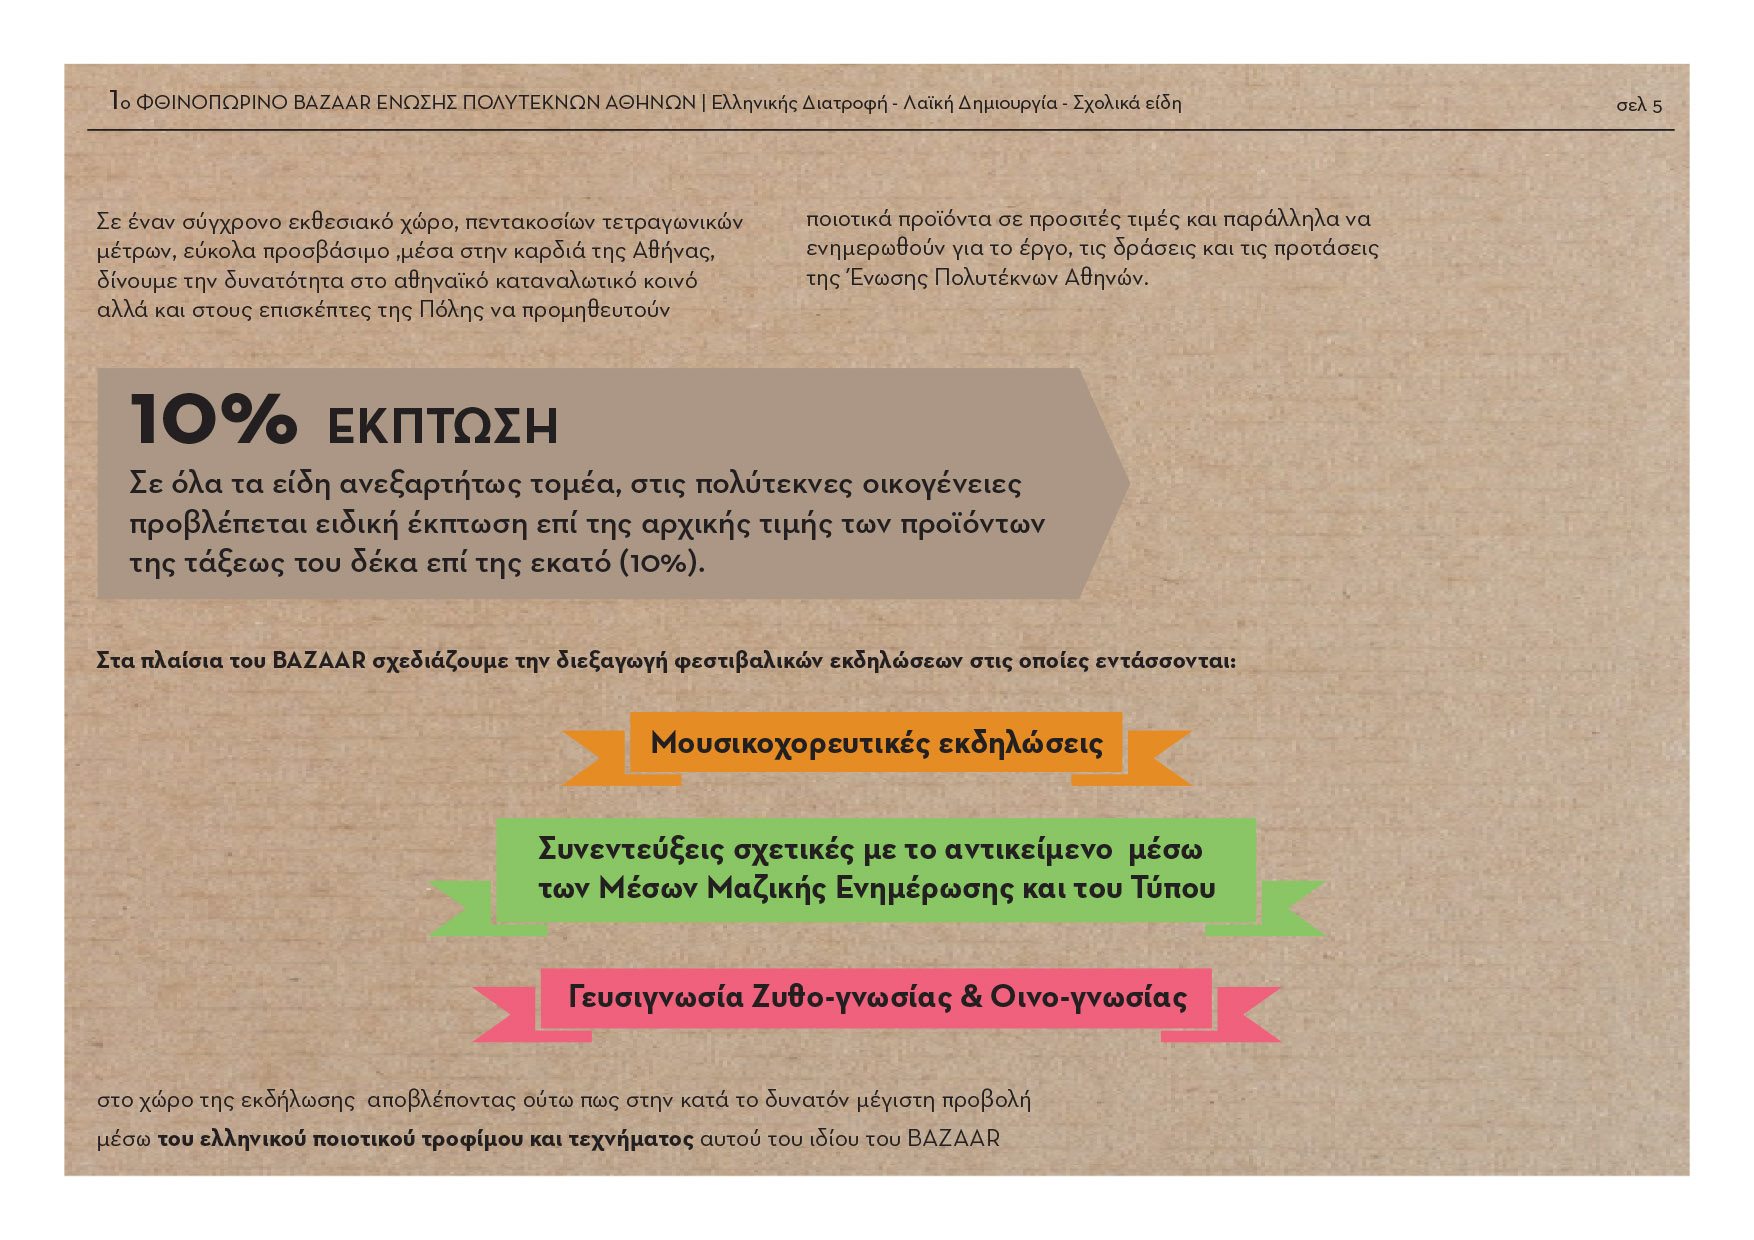 1ο ΦΘΙΝΟΠΩΡΙΝΟ BAZAAR ΕΝΩΣΗΣ ΠΟΛΥΤΕΚΝΩΝ ΑΘΗΝΩΝ | Ελληνικής Διατροφή - Λαϊκή Δημιουργία - Σχολικά είδη
σελ 5
Σε έναν σύγχρονο εκθεσιακό χώρο, πεντακοσίων τετραγωνικών
μέτρων, εύκολα προσβάσιμο ,μέσα στην καρδιά της Αθήνας,
δίνουμε την δυνατότητα στο αθηναϊκό καταναλωτικό κοινό
αλλά και στους επισκέπτες της Πόλης να προμηθευτούν
ποιοτικά προϊόντα σε προσιτές τιμές και παράλληλα να
ενημερωθούν για το έργο, τις δράσεις και τις προτάσεις
της Ένωσης Πολυτέκνων Αθηνών.
10% ΕΚΠΤΩΣΗ
Σε όλα τα είδη ανεξαρτήτως τομέα, στις πολύτεκνες οικογένειες
προβλέπεται ειδική έκπτωση επί της αρχικής τιμής των προϊόντων
της τάξεως του δέκα επί της εκατό (10%).
Στα πλαίσια του BAZAAR σχεδιάζουμε την διεξαγωγή φεστιβαλικών εκδηλώσεων στις οποίες εντάσσονται:
Μουσικοχορευτικές εκδηλώσεις
Συνεντεύξεις σχετικές με το αντικείμενο μέσω
των Μέσων Μαζικής Ενημέρωσης και του Τύπου
Γευσιγνωσία Ζυθο-γνωσίας & Οινο-γνωσίας
στο χώρο της εκδήλωσης αποβλέποντας ούτω πως στην κατά το δυνατόν μέγιστη προβολή
μέσω του ελληνικού ποιοτικού τροφίμου και τεχνήματος αυτού του ιδίου του BAZAAR